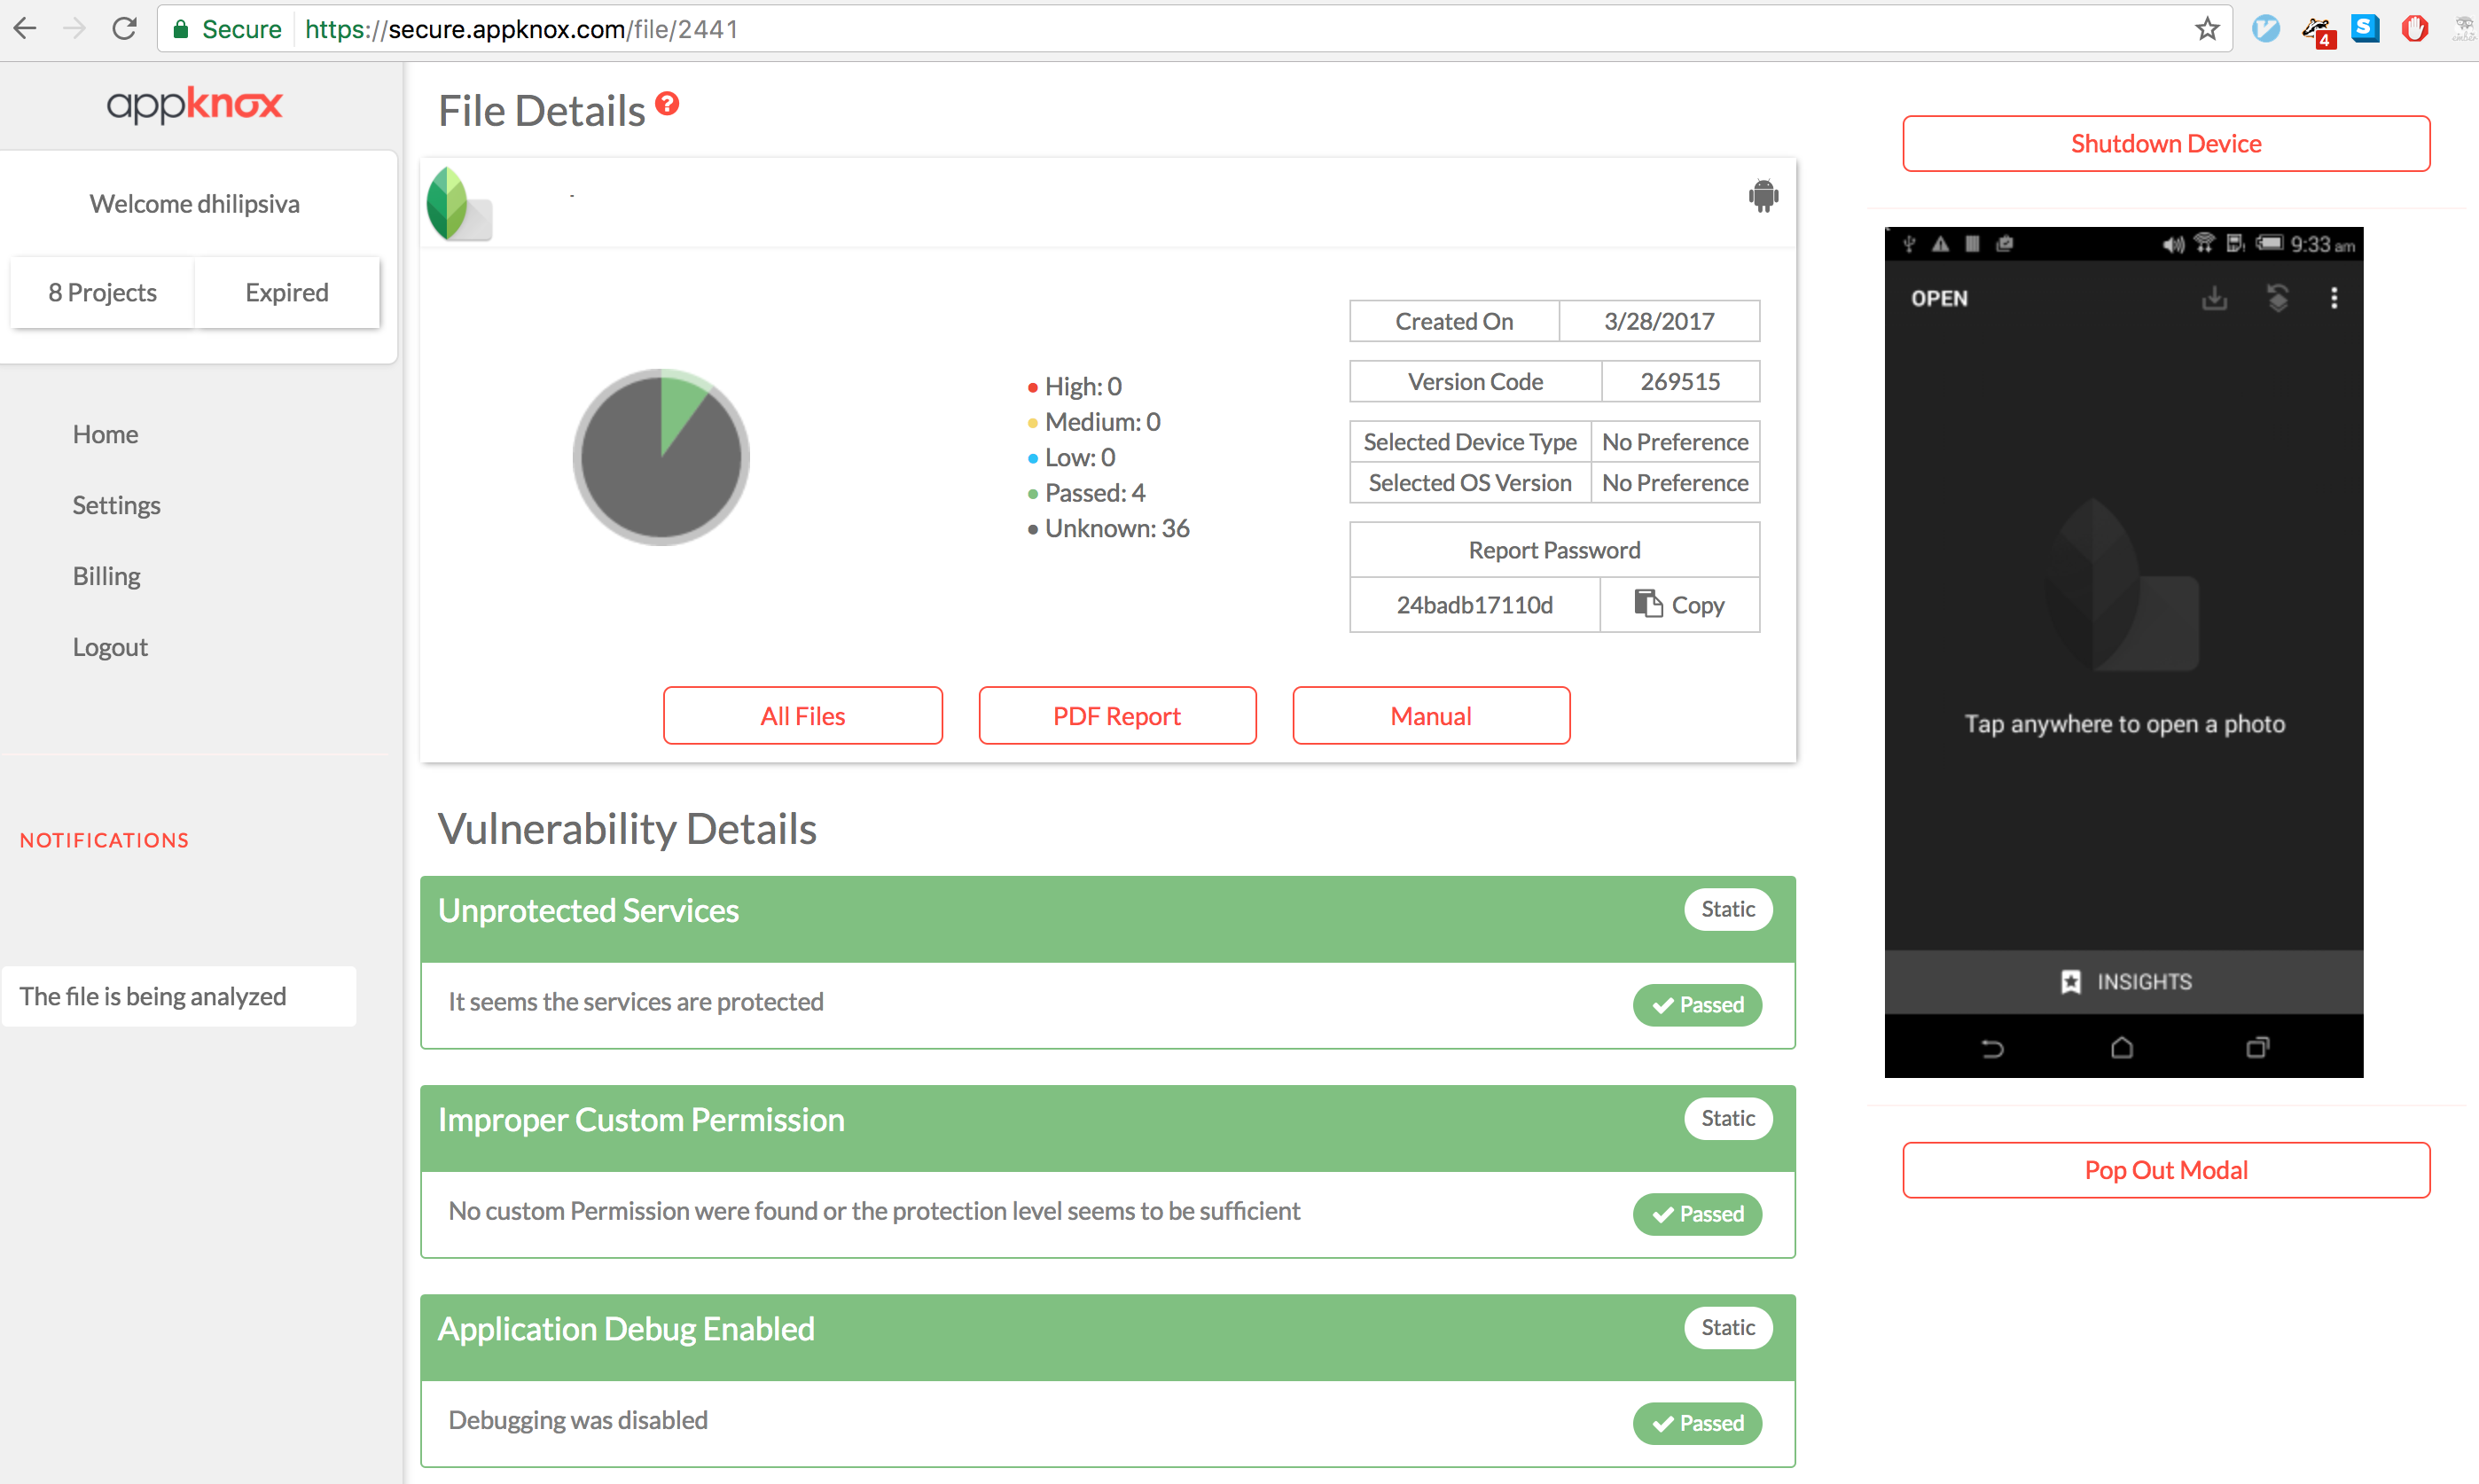 Secure https://secure.appknox.com/file/2441
4
appknox
Welcome dhilipsiva
8 Projects Expired
Home
Settings
Billing
Logout
NOTIFICATIONS
The file is being analyzed
File Details ?
-
High: 0
Medium: 0
Low: 0
Passed: 4
Unknown: 36
Created On 3/28/2017
Version Code 269515
Selected Device Type No Preference
Selected OS Version No Preference
Report Password
24badb17110d Copy
All Files PDF Report Manual
Vulnerability Details
Unprotected Services Static
It seems the services are protected Passed
Improper Custom Permission Static
No custom Permission were found or the protection level seems to be sufficient Passed
Application Debug Enabled Static
Debugging was disabled Passed
Shutdown Device
9:33 am
OPEN
Tap anywhere to open a photo
INSIGHTS
Pop Out Modal